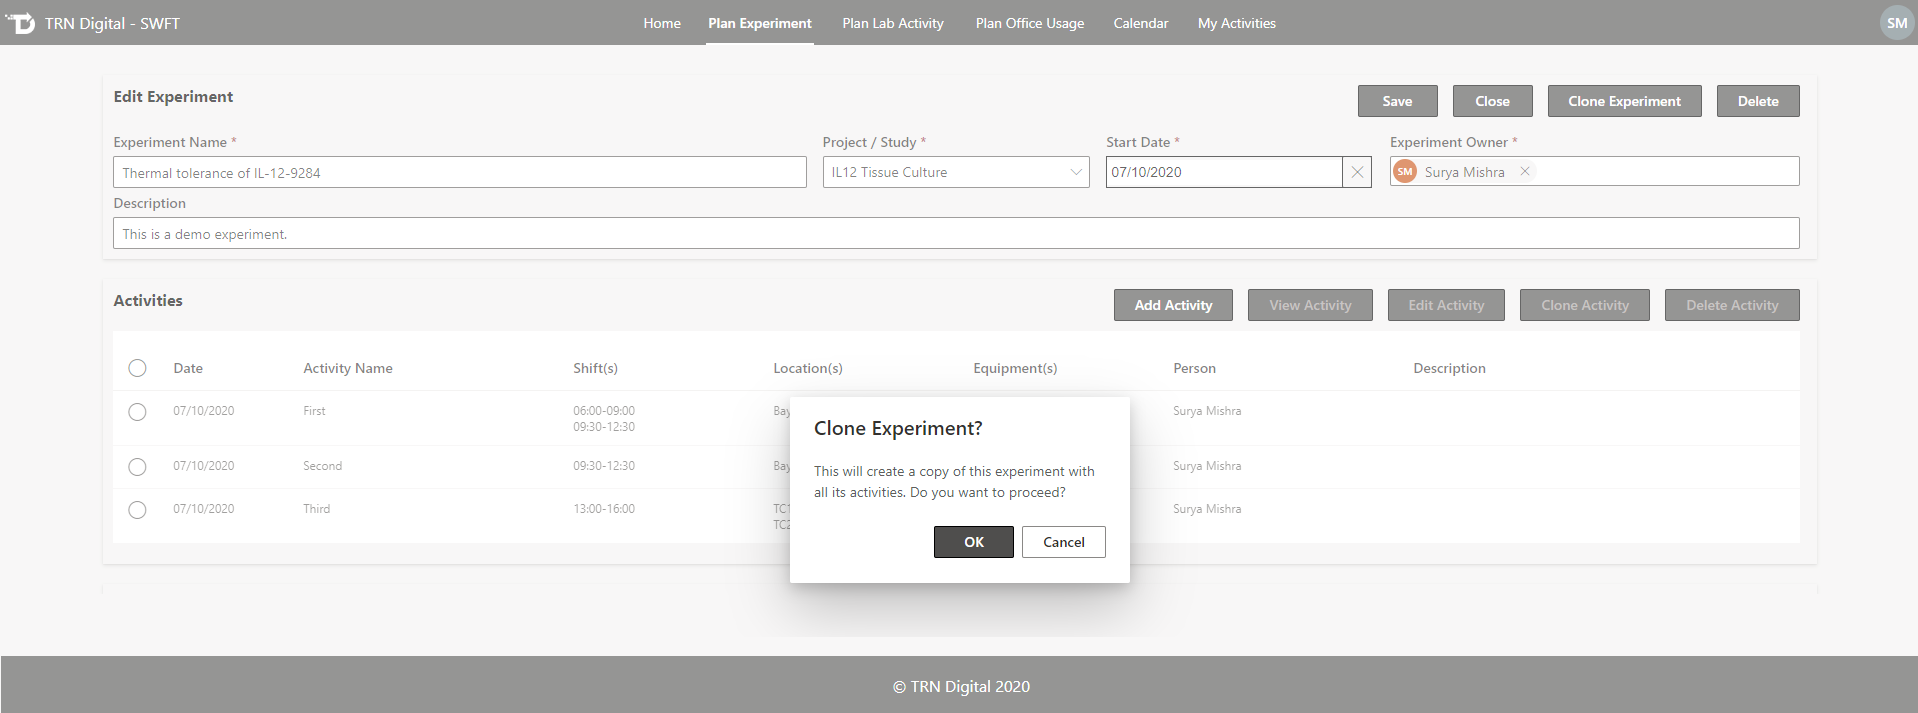 TRN Digital - SWFT
Home Plan Experiment Plan Lab Activity Plan Office Usage Calendar My Activities
SM
Edit Experiment
Save Close Clone Experiment Delete
Experiment Name * Project / Study * Start Date * Experiment Owner *
Thermal tolerance of IL-12-9284 IL12 Tissue Culture 07/10/2020 SM Surya Mishra
Description
This is a demo experiment.
Activities
Add Activity View Activity Edit Activity Clone Activity Delete Activity
Date Activity Name Shift(s) Location(s) Equipment(s) Person Description
07/10/2020 First 06:00-09:00 Bay Surya Mishra
09:30-12:30
07/10/2020 Second 09:30-12:30 Bay Surya Mishra
07/10/2020 Third 13:00-16:00 TC1 Surya Mishra
TC2
Clone Experiment?
This will create a copy of this experiment with
all its activities. Do you want to proceed?
OK Cancel
© TRN Digital 2020